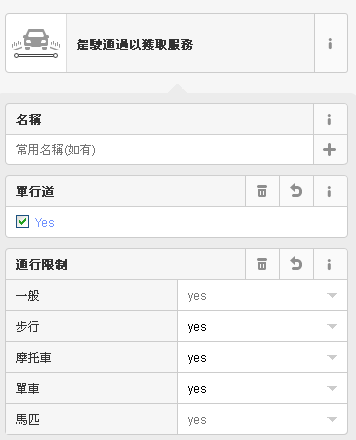 駕駛通過以獲取服務
名稱
常用名稱(如有)
單行道
Yes
通行限制
一般 yes
步行 yes
摩托車 yes
單車 yes
馬匹 yes